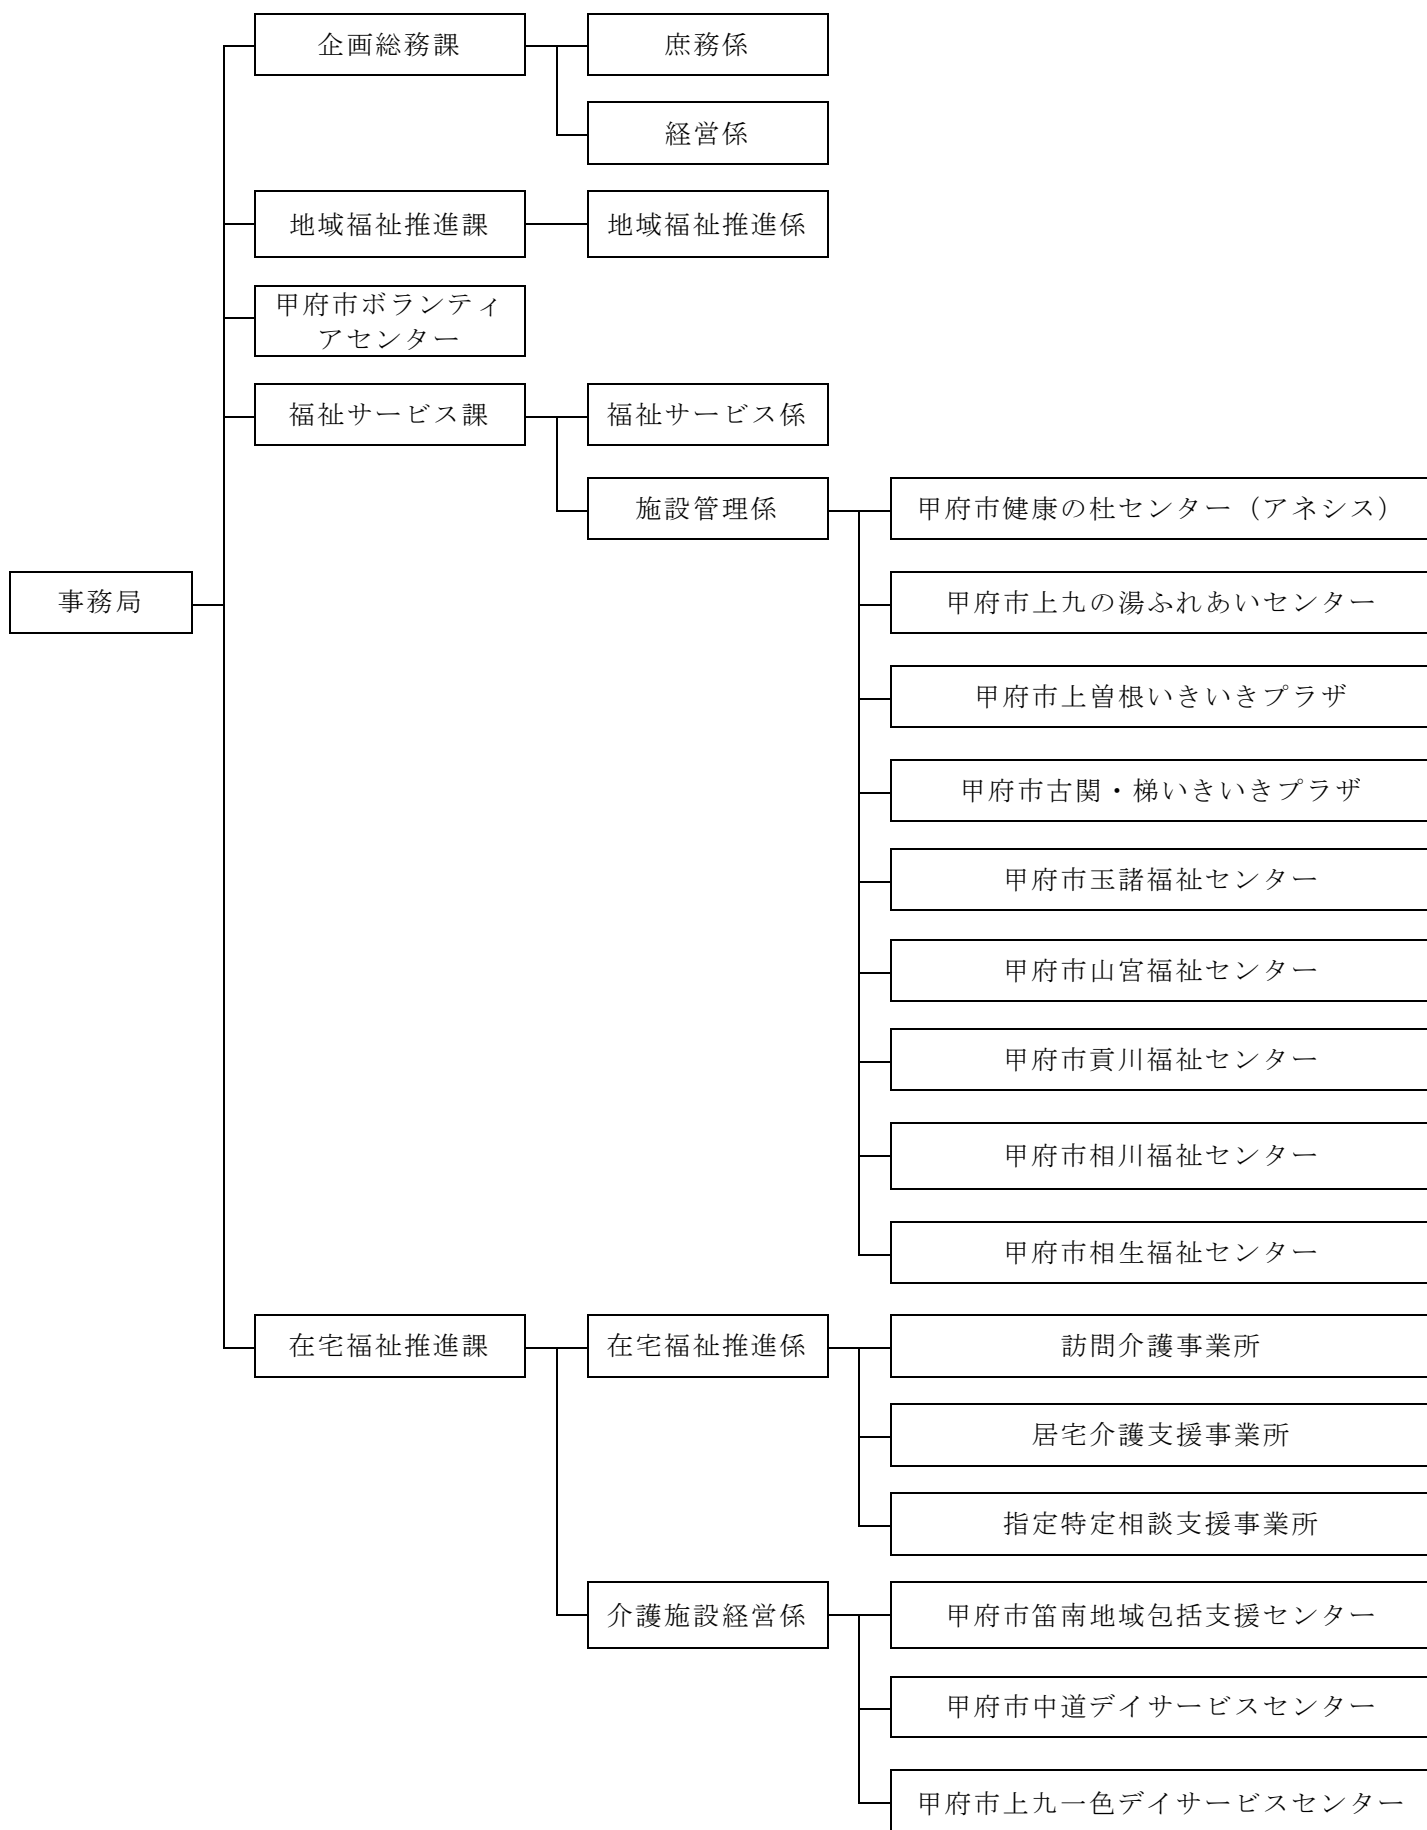 企画総務課
庶務係
経営係
地域福祉推進課
地域福祉推進係
甲府市ボランティ
アセンター
福祉サービス課
福祉サービス係
施設管理係
甲府市健康の杜センター（アネシス）
事務局
甲府市上九の湯ふれあいセンター
甲府市上曽根いきいきプラザ
甲府市古関・梯いきいきプラザ
甲府市玉諸福祉センター
甲府市山宮福祉センター
甲府市貢川福祉センター
甲府市相川福祉センター
甲府市相生福祉センター
在宅福祉推進課
在宅福祉推進係
訪問介護事業所
居宅介護支援事業所
指定特定相談支援事業所
介護施設経営係
甲府市笛南地域包括支援センター
甲府市中道デイサービスセンター
甲府市上九一色デイサービスセンター